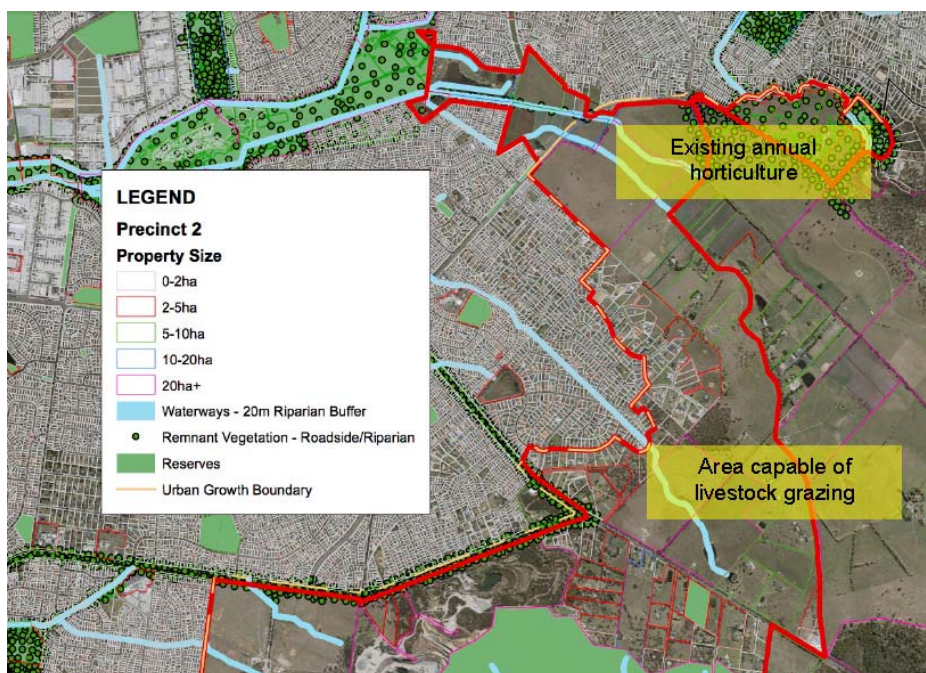 Existing annual
horticulture
LEGEND
Precinct 2
Property Size
0-2ha
2-5ha
5-10ha
10-20ha
20ha+
Waterways - 20m Riparian Buffer
Remnant Vegetation - Roadside/Riparian
Reserves
Urban Growth Boundary
Area capable of
livestock grazing